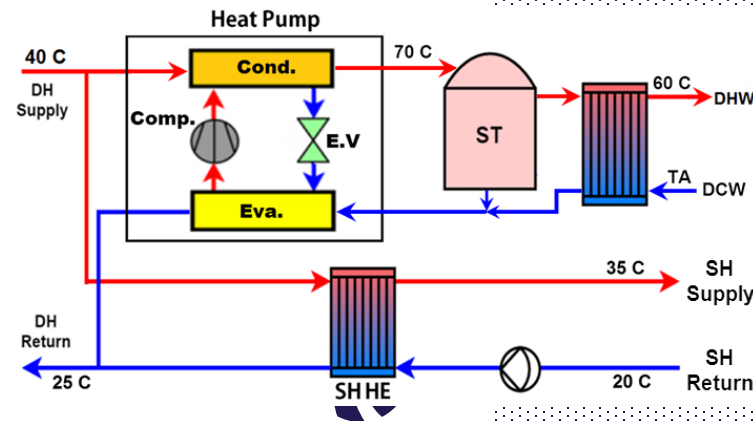 Heat Pump
40 C
DH
Supply
Cond.
70 C
Comp.
E.V
ST
60 C
DHW
TA
DCW
Eva.
35 C
SH
Supply
DH
Return
25 C
SH HE
20 C
SH
Return